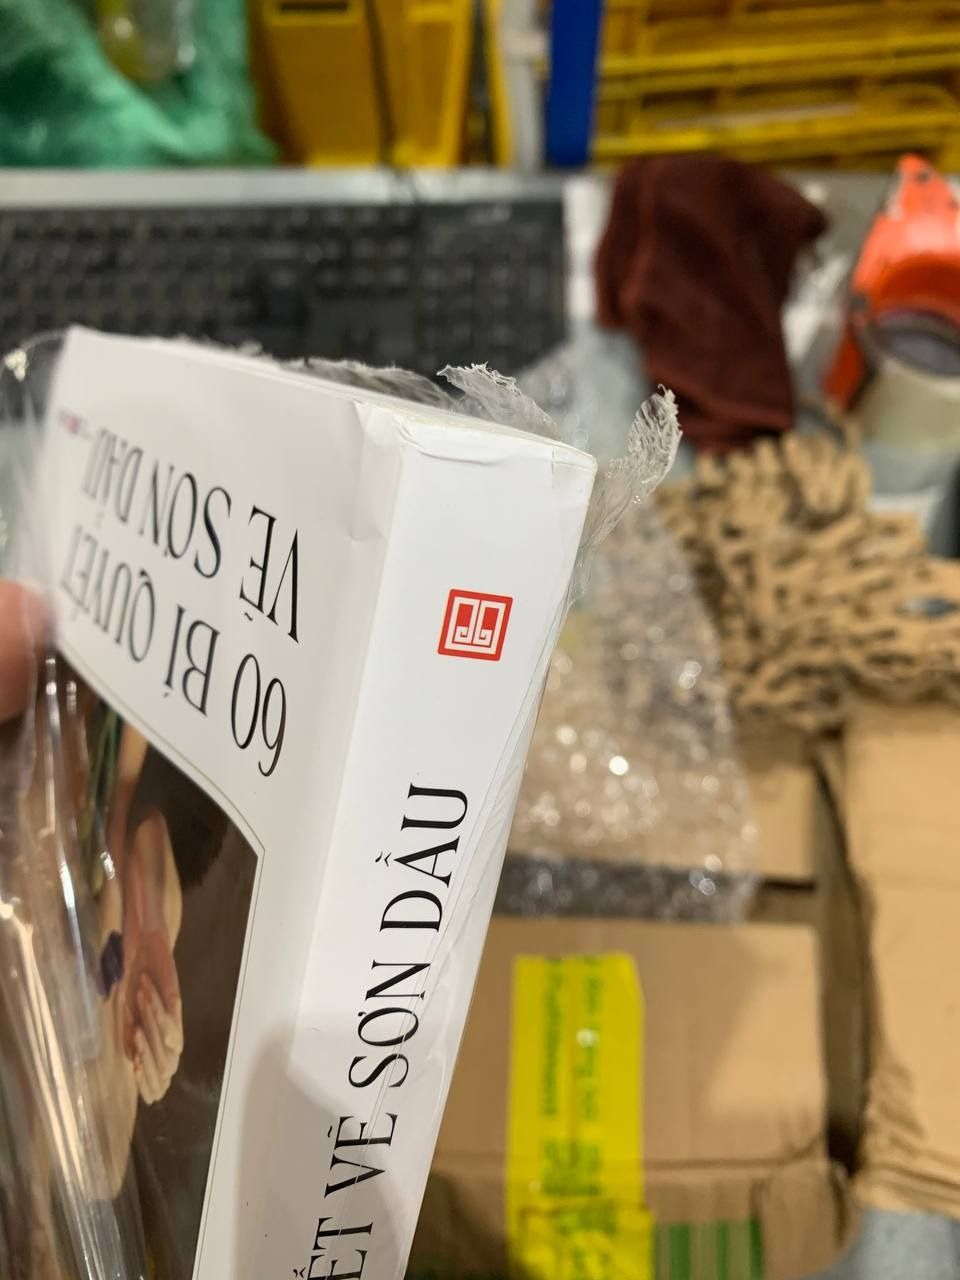 60 BÍ QUYẾT
VẼ SƠN DẦU
ẾT VẼ SƠN DẦU